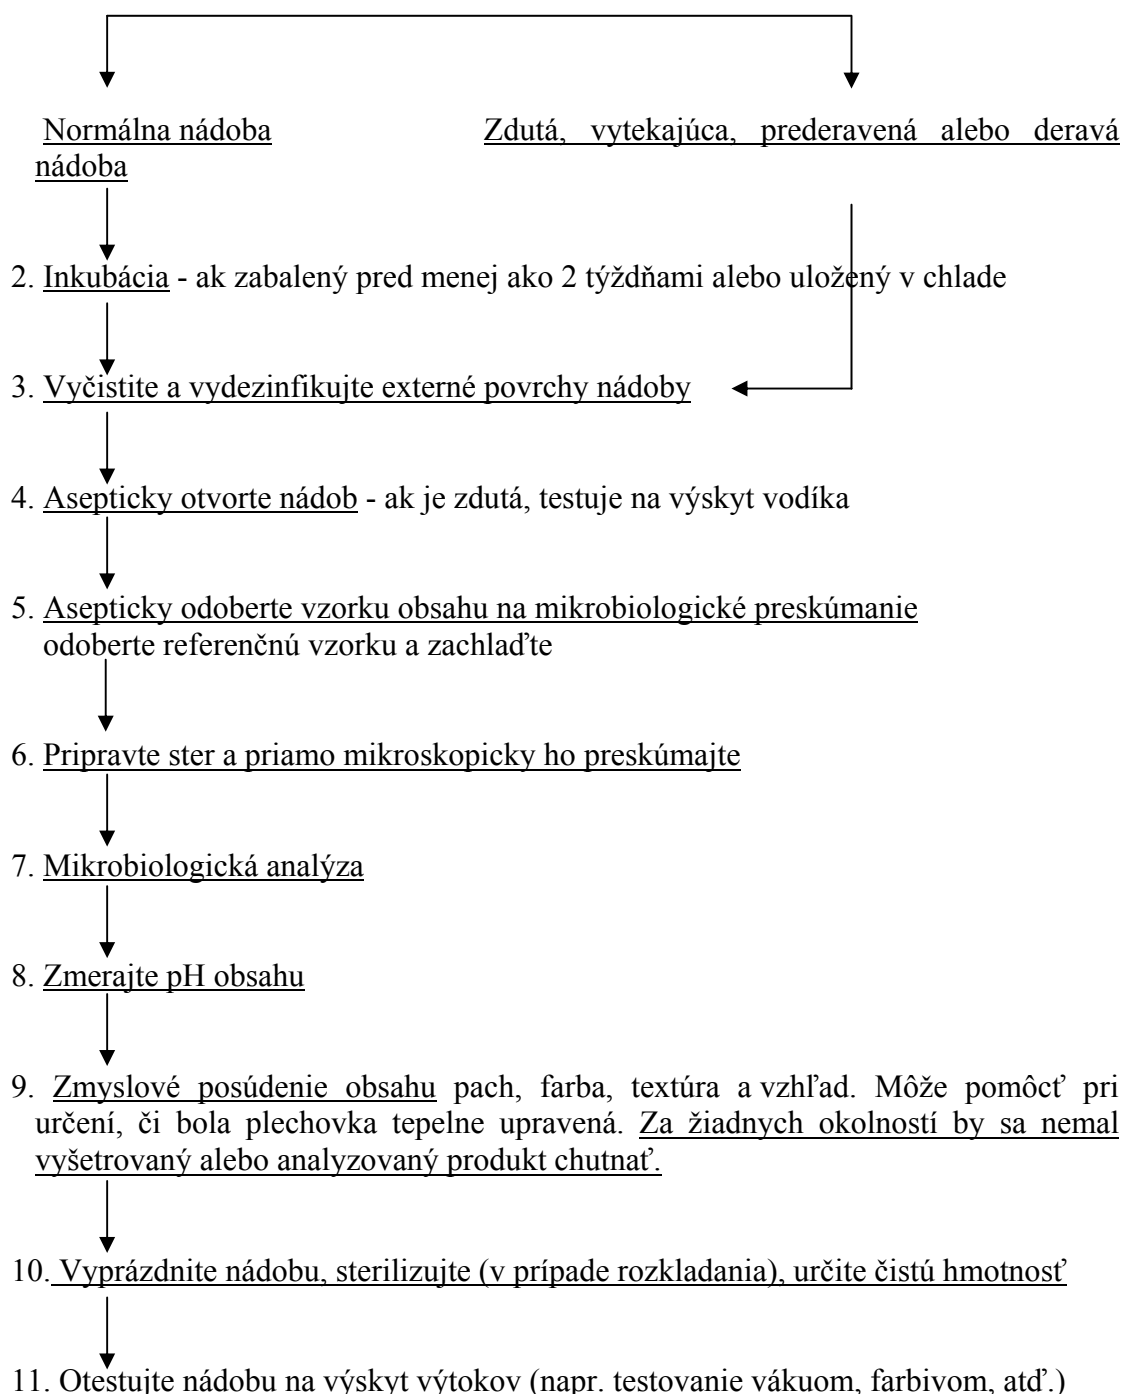 Normálna nádoba Zdutá, vytekajúca, prederavená alebo deravá
nádoba
2. Inkubácia - ak zabalený pred menej ako 2 týždňami alebo uložený v chlade
3. Vyčistite a vydezinfikujte externé povrchy nádoby
4. Asepticky otvorte nádob - ak je zdutá, testuje na výskyt vodíka
5. Asepticky odoberte vzorku obsahu na mikrobiologické preskúmanie
odoberte referenčnú vzorku a zachlaďte
6. Pripravte ster a priamo mikroskopicky ho preskúmajte
7. Mikrobiologická analýza
8. Zmerajte pH obsahu
9. Zmyslové posúdenie obsahu pach, farba, textúra a vzhľad. Môže pomôcť pri
určení, či bola plechovka tepelne upravená. Za žiadnych okolností by sa nemal
vyšetrovaný alebo analyzovaný produkt chutnať.
10. Vyprázdnite nádobu, sterilizujte (v prípade rozkladania), určite čistú hmotnosť
11. Otestujte nádobu na výskyt výtokov (napr. testovanie vákuom, farbivom, atď.)